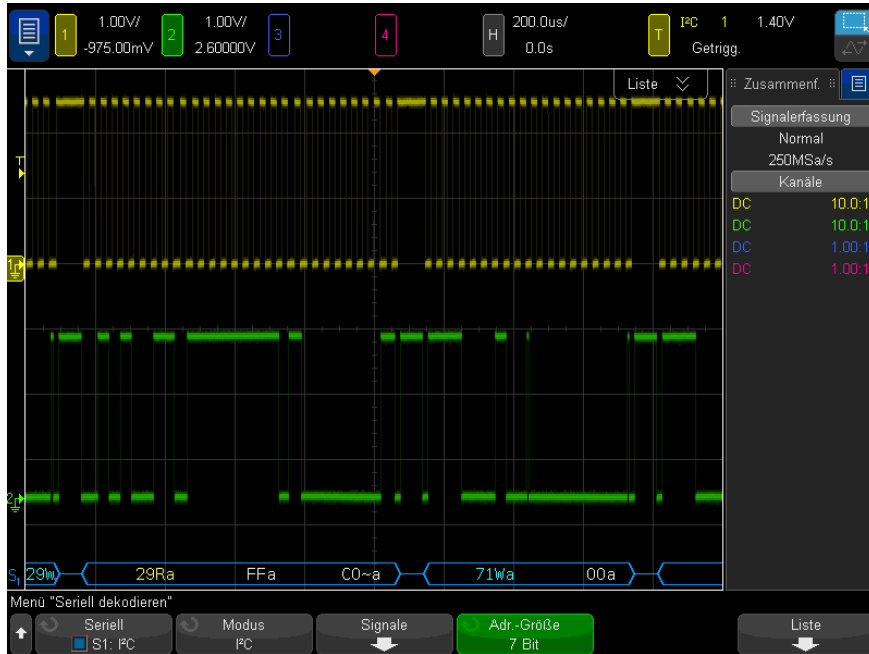 1 1.00V/ -975.00mV 2 1.00V/ 2.60000V 3 4 H 200.0us/ 0.0s T I²C 1 1.40V Getrigg.
Liste
Zusammenf.
Signalerfassung
Normal
250MSa/s
Kanäle
DC 10.0:1
DC 10.0:1
DC 1.00:1
DC 1.00:1
T
1
2
S1 29W 29Ra FFa C0~a 71Wa 00a
Menü "Seriell dekodieren"
Seriell Modus Signale Adr.-Größe Liste
S1: I²C I²C 7 Bit